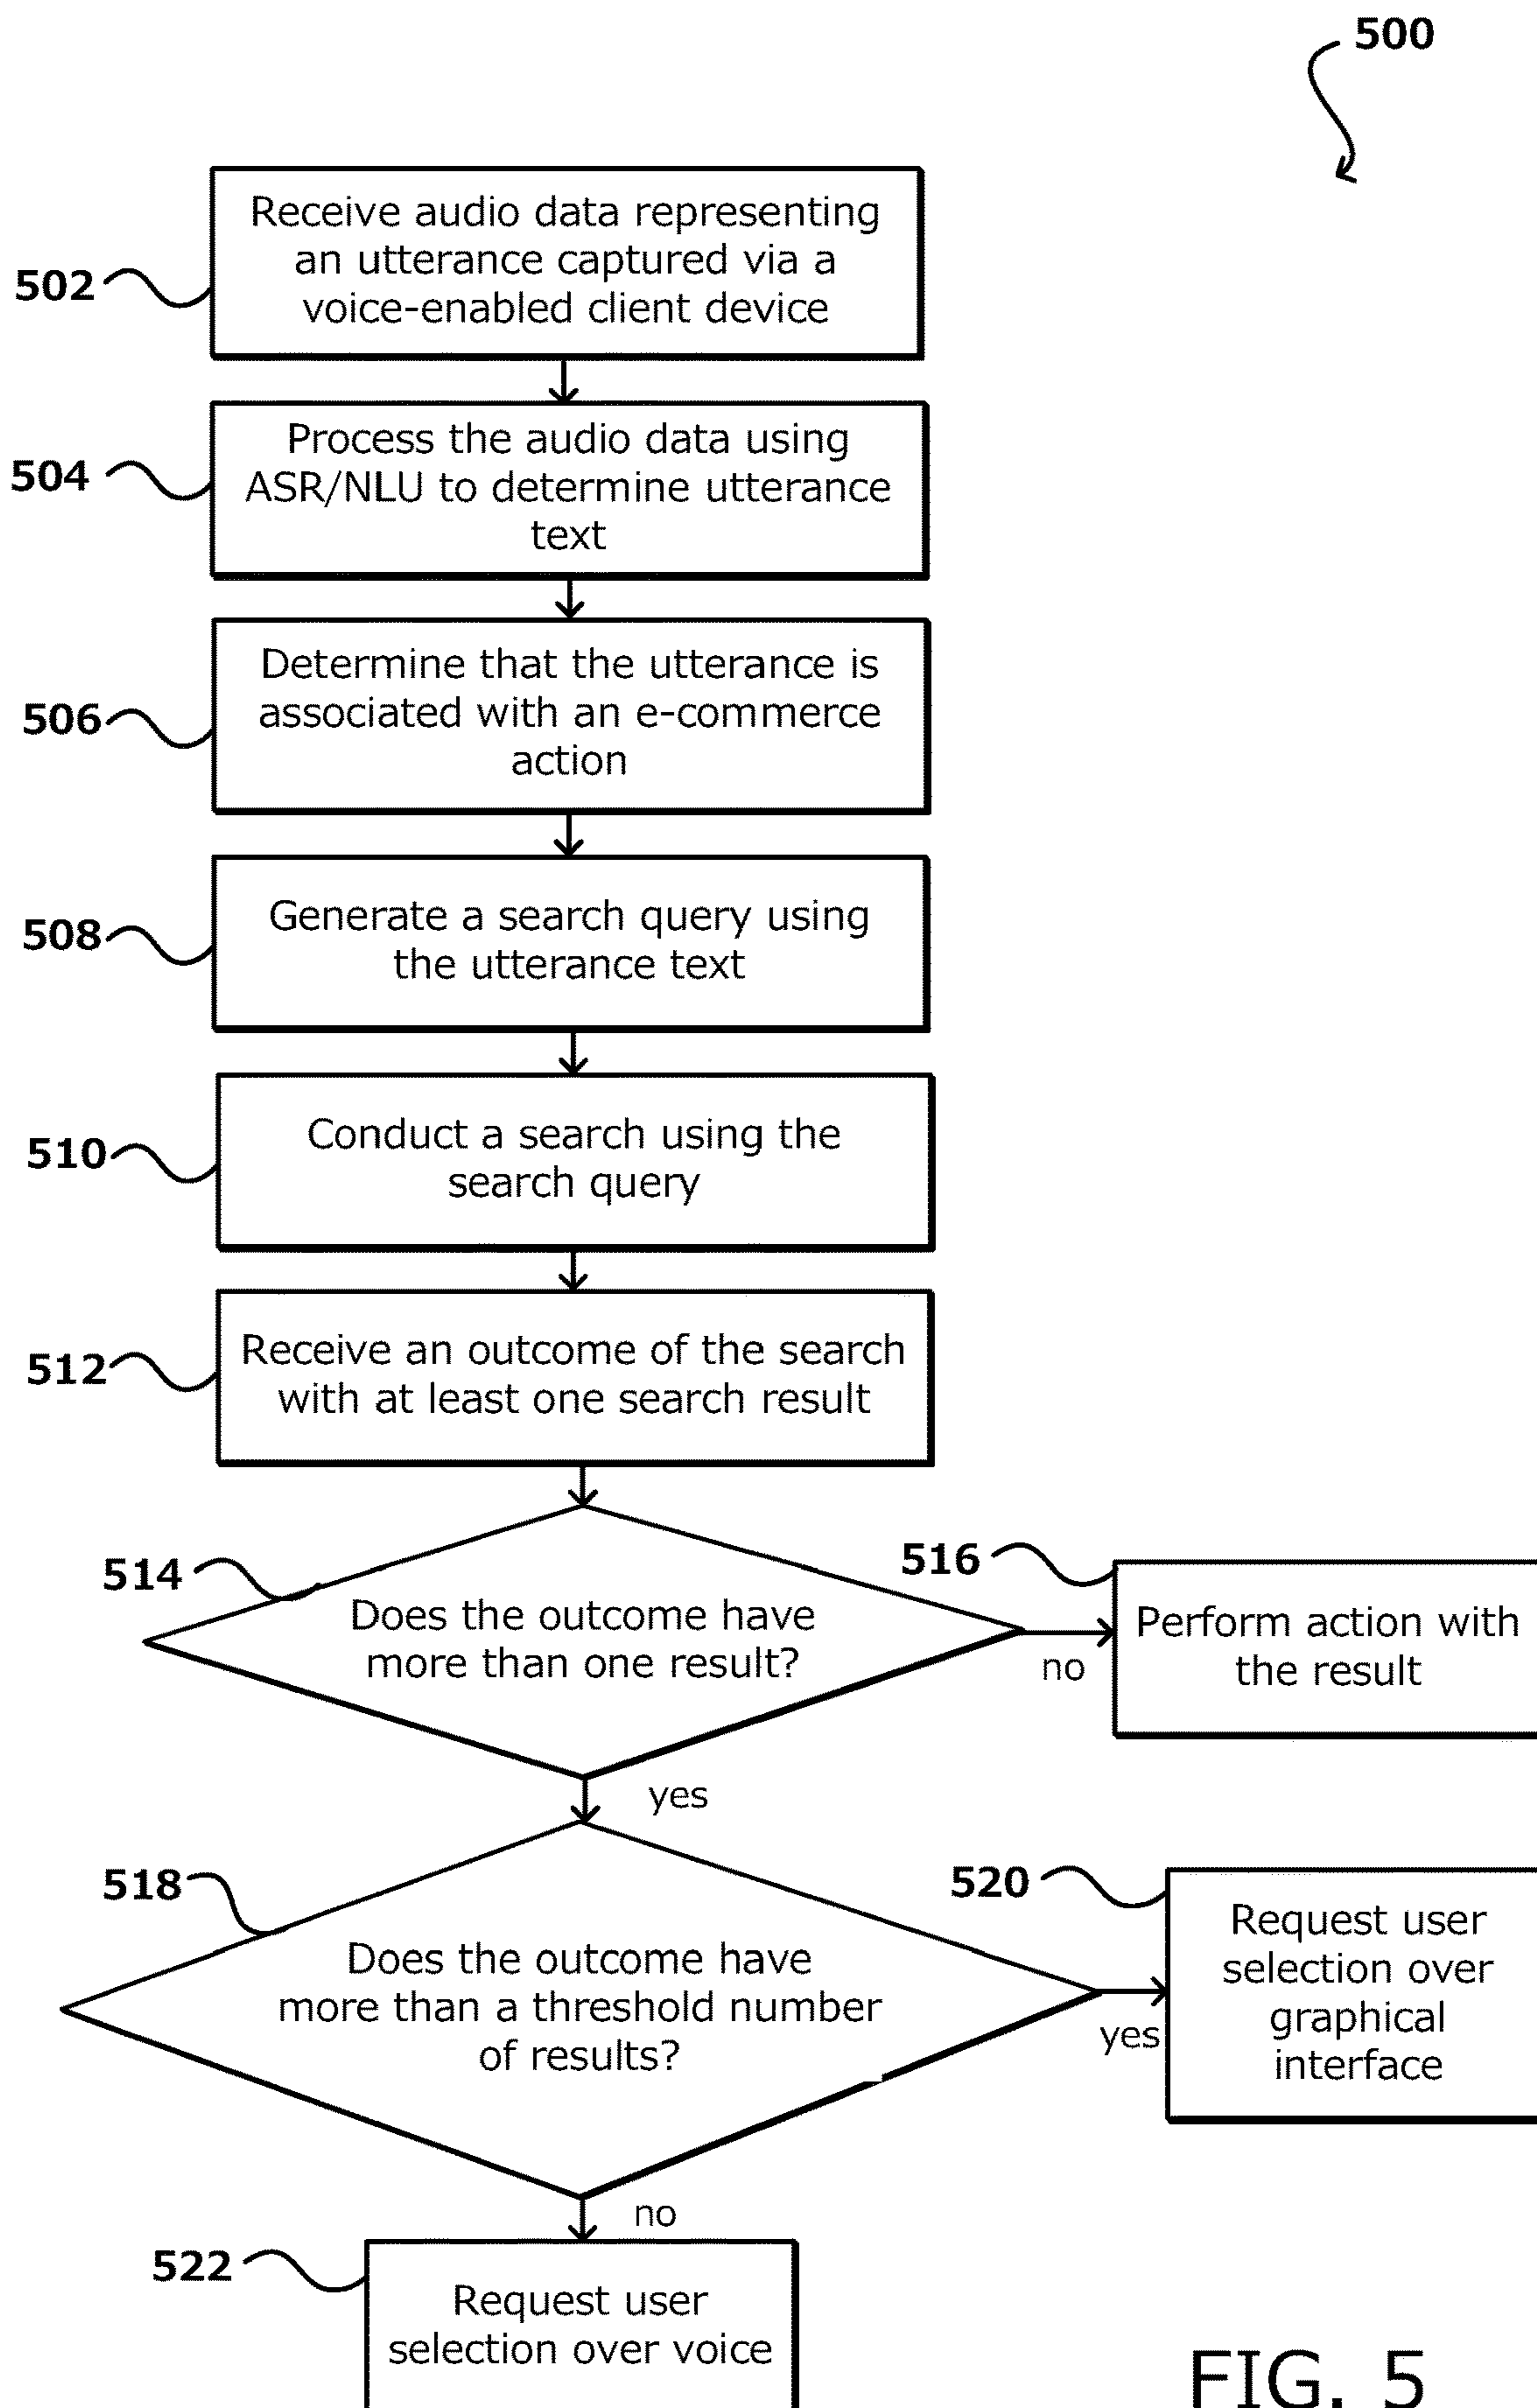 500
Receive audio data representing
an utterance captured via a
voice-enabled client device
502
Process the audio data using
ASR/NLU to determine utterance
text
504
Determine that the utterance is
associated with an e-commerce
action
506
Generate a search query using
the utterance text
508
Conduct a search using the
search query
510
Receive an outcome of the search
with at least one search result
512
514
Does the outcome have
more than one result?
no
516
Perform action with
the result
yes
518
Does the outcome have
more than a threshold number
of results?
yes
520
Request user
selection over
graphical
interface
no
522
Request user
selection over voice
FIG. 5